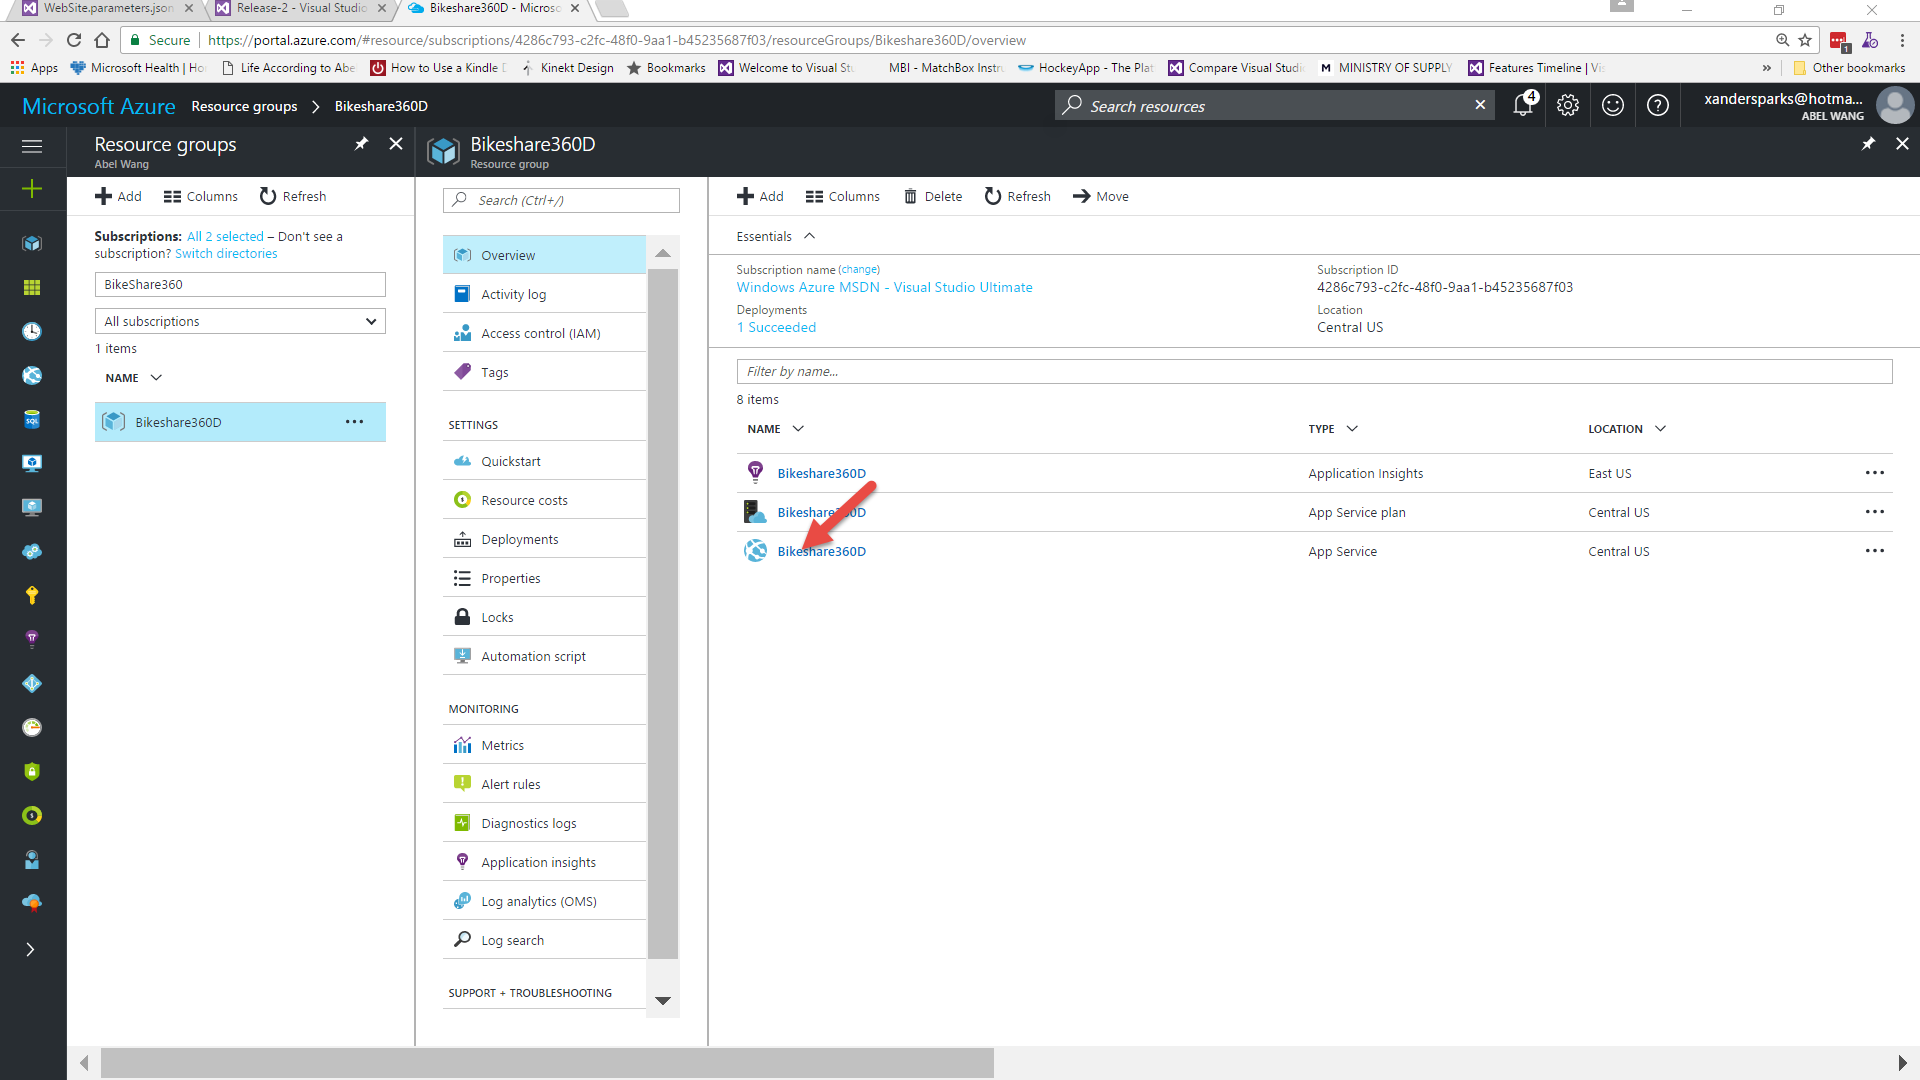 WebSite.parameters.json
Release-2 - Visual Studio
Bikeshare360D - Microso
Secure
https://portal.azure.com/#resource/subscriptions/4286c793-c2fc-48f0-9aa1-b45235687f03/resourceGroups/Bikeshare360D/overview
1
Apps
Microsoft Health | Ho
Life According to Abe
How to Use a Kindle D
Kinekt Design
Bookmarks
Welcome to Visual Stu
MBI - MatchBox Instru
HockeyApp - The Plat
Compare Visual Studio
M MINISTRY OF SUPPLY
Features Timeline | Vis
»
Other bookmarks
Microsoft Azure
Resource groups > Bikeshare360D
Search resources
4
xandersparks@hotma...
ABEL WANG
Resource groups
Abel Wang
Add
Columns
Refresh
Subscriptions: All 2 selected – Don't see a
subscription? Switch directories
BikeShare360
All subscriptions
1 items
NAME
Bikeshare360D
...
Bikeshare360D
Resource group
Search (Ctrl+/)
Overview
Activity log
Access control (IAM)
Tags
SETTINGS
Quickstart
Resource costs
Deployments
Properties
Locks
Automation script
MONITORING
Metrics
Alert rules
Diagnostics logs
Application insights
Log analytics (OMS)
Log search
SUPPORT + TROUBLESHOOTING
Add
Columns
Delete
Refresh
Move
Essentials
Subscription name (change)
Windows Azure MSDN - Visual Studio Ultimate
Deployments
1 Succeeded
Subscription ID
4286c793-c2fc-48f0-9aa1-b45235687f03
Location
Central US
Filter by name...
8 items
NAME
TYPE
LOCATION
Bikeshare360D
Application Insights
East US
...
Bikeshare360D
App Service plan
Central US
...
Bikeshare360D
App Service
Central US
...